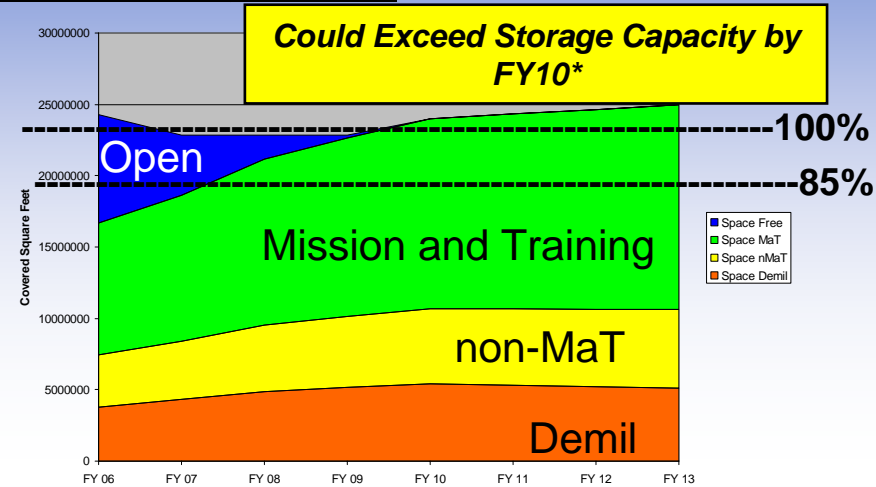 Could Exceed Storage Capacity by
FY10*
30000000
25000000
20000000
15000000
10000000
5000000
0
Covered Square Feet
100%
85%
Open
Mission and Training
non-MaT
Demil
Space Free
Space MaT
Space nMaT
Space Demil
FY 06 FY 07 FY 08 FY 09 FY 10 FY 11 FY 12 FY 13